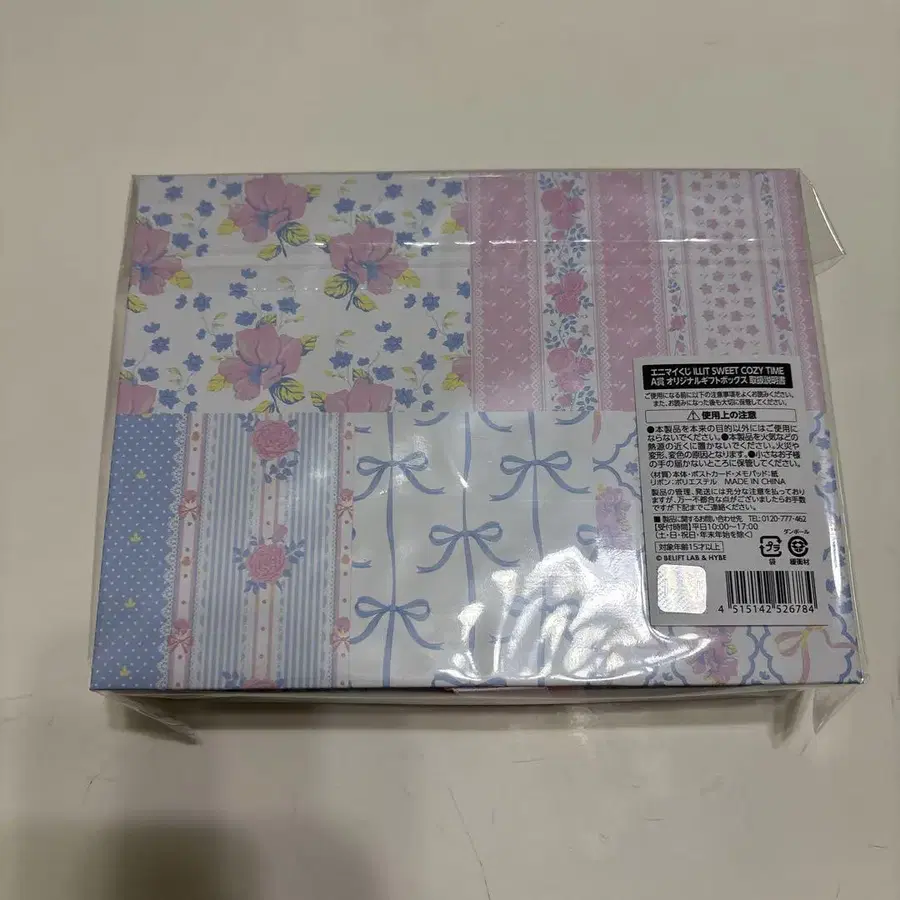 エニマイくじ ILLIT SWEET COZY TIME
A賞 オリジナルギフトボックス 取扱説明書
ご使用になる前に以下の注意事項をよくお読みください。
また、お読みになった後も大切に保管してください。
使用上の注意
●本製品を本来の目的以外にはご使用に
ならないでください。●本製品を火気などの
熱源の近くに置かないでください。火災や
変形、変色の原因となります。●小さなお子様
の手の届かないところに保管してください。
〈材質〉本体・ポストカード・メモパッド:紙
リボン:ポリエステル MADE IN CHINA
製品の管理、発送には充分な注意を払っており
ますが、万一不都合な点がございましたらお手数
ですが下記までご連絡ください。
■製品に関するお問い合わせ先 TEL: 0120-777-462
【受付時間】平日10:00~17:00
(土・日・祝日・年末年始を除く)
対象年齢15才以上
© BELIFT LAB & HYBE
プラ
袋
ダンボール
緩衝材
4 515142 526784